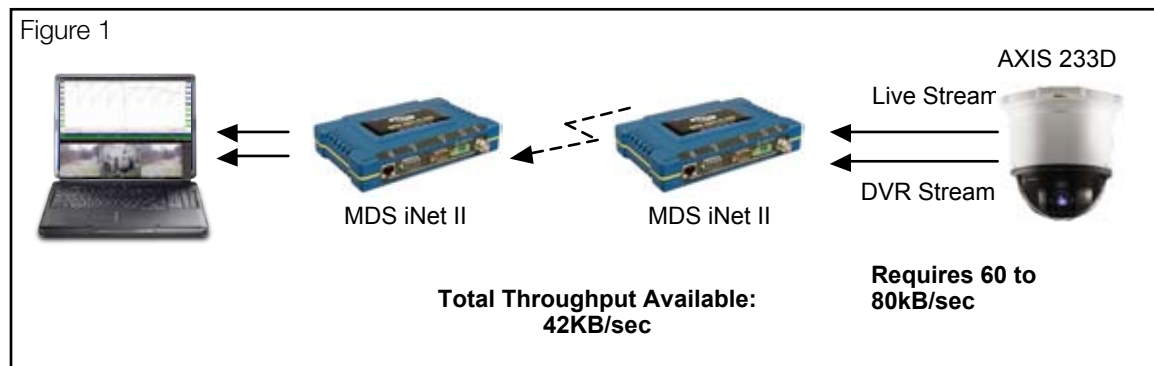 Figure 1
AXIS 233D
Live Stream
DVR Stream
MDS iNet II
MDS iNet II
Requires 60 to
80kB/sec
Total Throughput Available:
42KB/sec